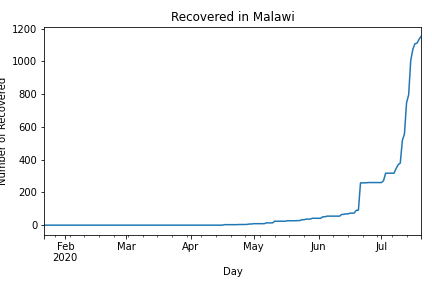 Recovered in Malawi
Number of Recovered
1200
1000
800
600
400
200
0
Feb
2020
Mar
Apr
May
Jun
Jul
Day